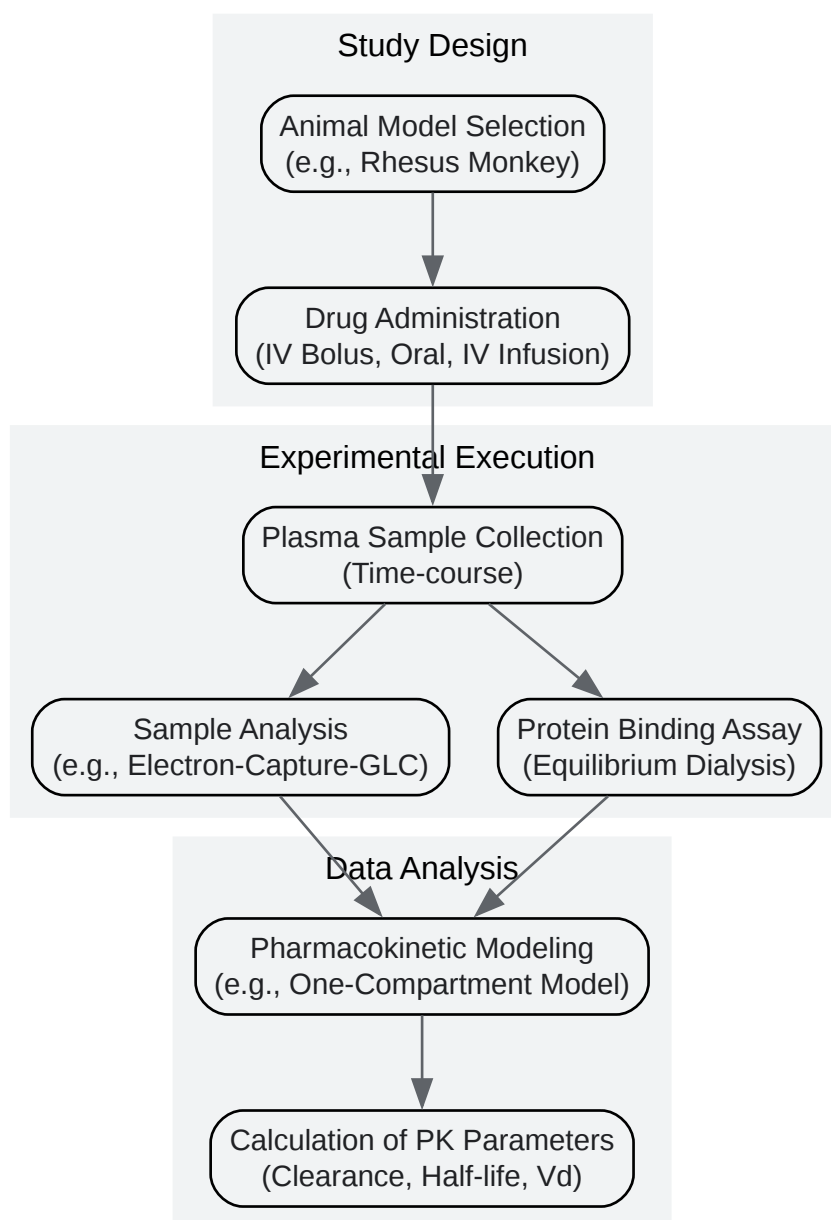 Study Design
Animal Model Selection
(e.g., Rhesus Monkey)
Drug Administration
(IV Bolus, Oral, IV Infusion)
Experimental Execution
Plasma Sample Collection
(Time-course)
Sample Analysis
(e.g., Electron-Capture-GLC)
Protein Binding Assay
(Equilibrium Dialysis)
Data Analysis
Pharmacokinetic Modeling
(e.g., One-Compartment Model)
Calculation of PK Parameters
(Clearance, Half-life, Vd)